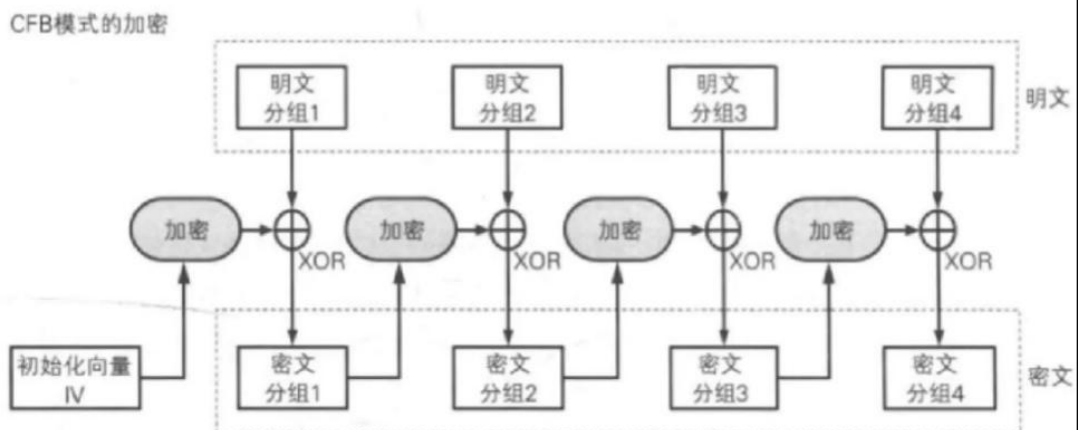 CFB模式的加密
明文
分组1
明文
分组2
明文
分组3
明文
分组4
明文
加密
加密
加密
加密
XOR
XOR
XOR
XOR
初始化向量
IV
密文
分组1
密文
分组2
密文
分组3
密文
分组4
密文